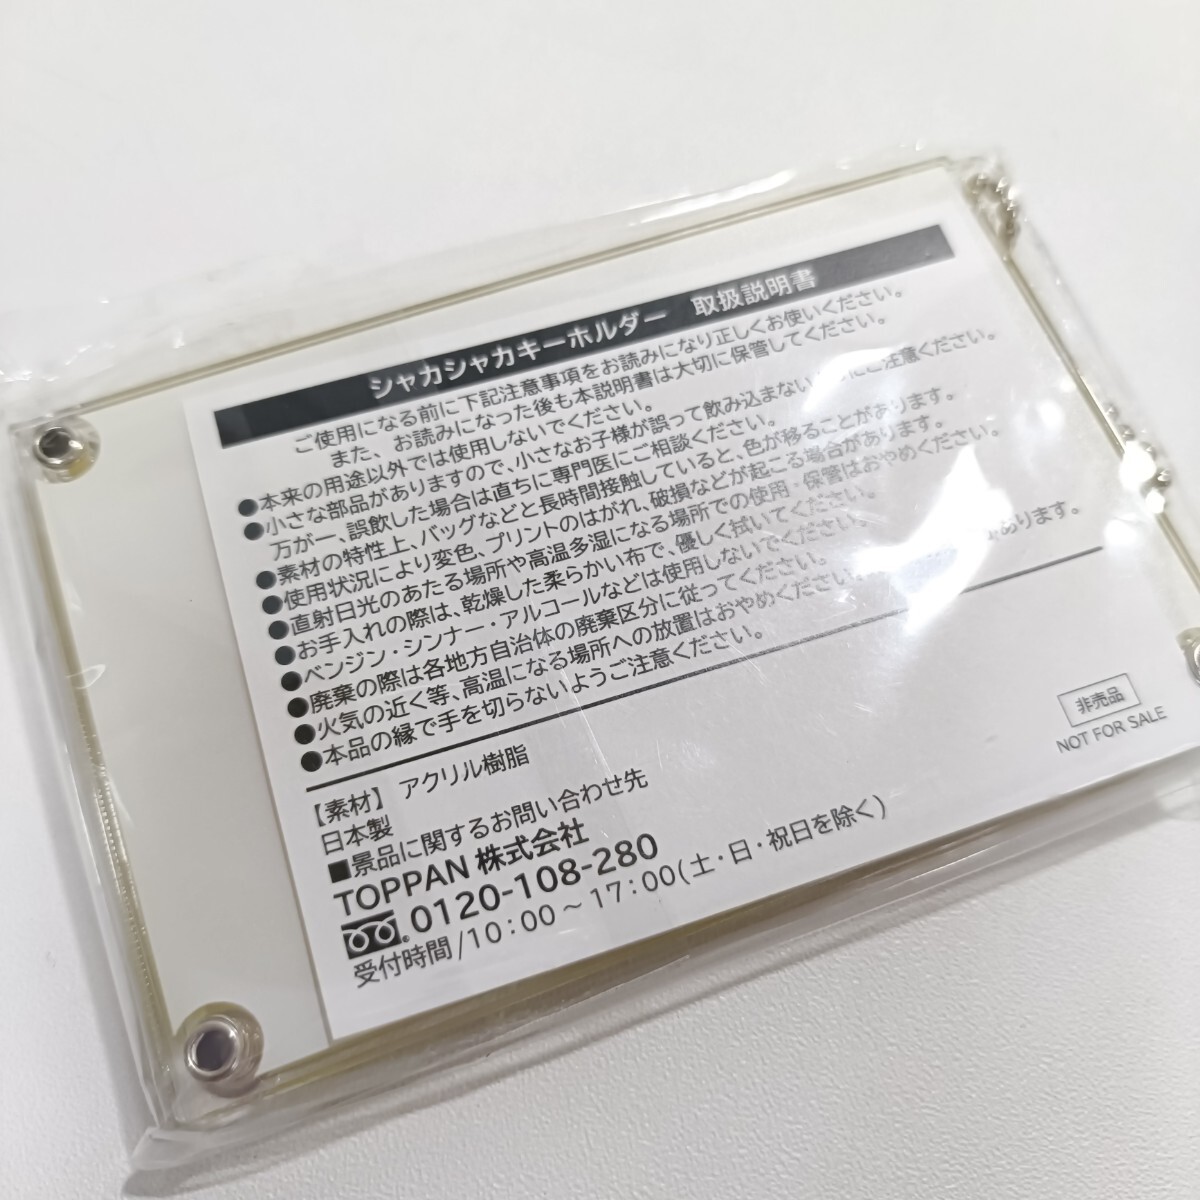 シャカシャカキーホルダー 取扱説明書
ご使用になる前に下記注意事項をお読みになり正しくお使いください。
また、お読みになった後も本説明書は大切に保管してください。
●本来の用途以外では使用しないでください。
●小さな部品がありますので、小さなお子様が誤って飲み込まない にご注意ください。
万が一、誤飲した場合は直ちに専門医にご相談ください。
●素材の特性上、バッグなどと長時間接触していると、色が移ることがあります。
●使用状況により変色、プリントのはがれ、破損などが起こる場合があります。
●直射日光のあたる場所や高温多湿になる場所での使用・保管はおやめください。
●お手入れの際は、乾燥した柔らかい布で、優しく拭いてください。
●ベンジン・シンナー・アルコールなどは使用しないでください。
●廃棄の際は各地方自治体の廃棄区分に従ってください。
●火気の近く等、高温になる場所への放置はおやめください あります。
●本品の縁で手を切らないようご注意ください。
【素材】 アクリル樹脂
日本製
■景品に関するお問い合わせ先
TOPPAN 株式会社
0120-108-280
受付時間/10:00～17:00(土・日・祝日を除く)
非売品
NOT FOR SALE